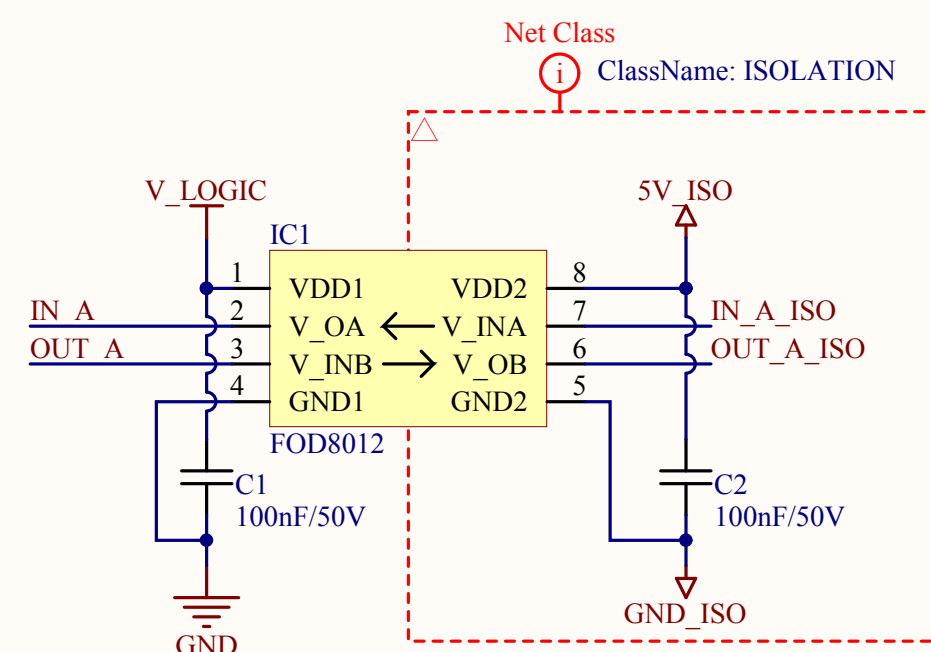 Net Class
i ClassName: ISOLATION
V_LOGIC 5V_ISO
IC1
1 VDD1 VDD2 8
IN_A 2 V_OA V_INA 7 IN_A_ISO
OUT_A 3 V_INB V_OB 6 OUT_A_ISO
4 GND1 GND2 5
FOD8012
C1 C2
100nF/50V 100nF/50V
GND_ISO
GND